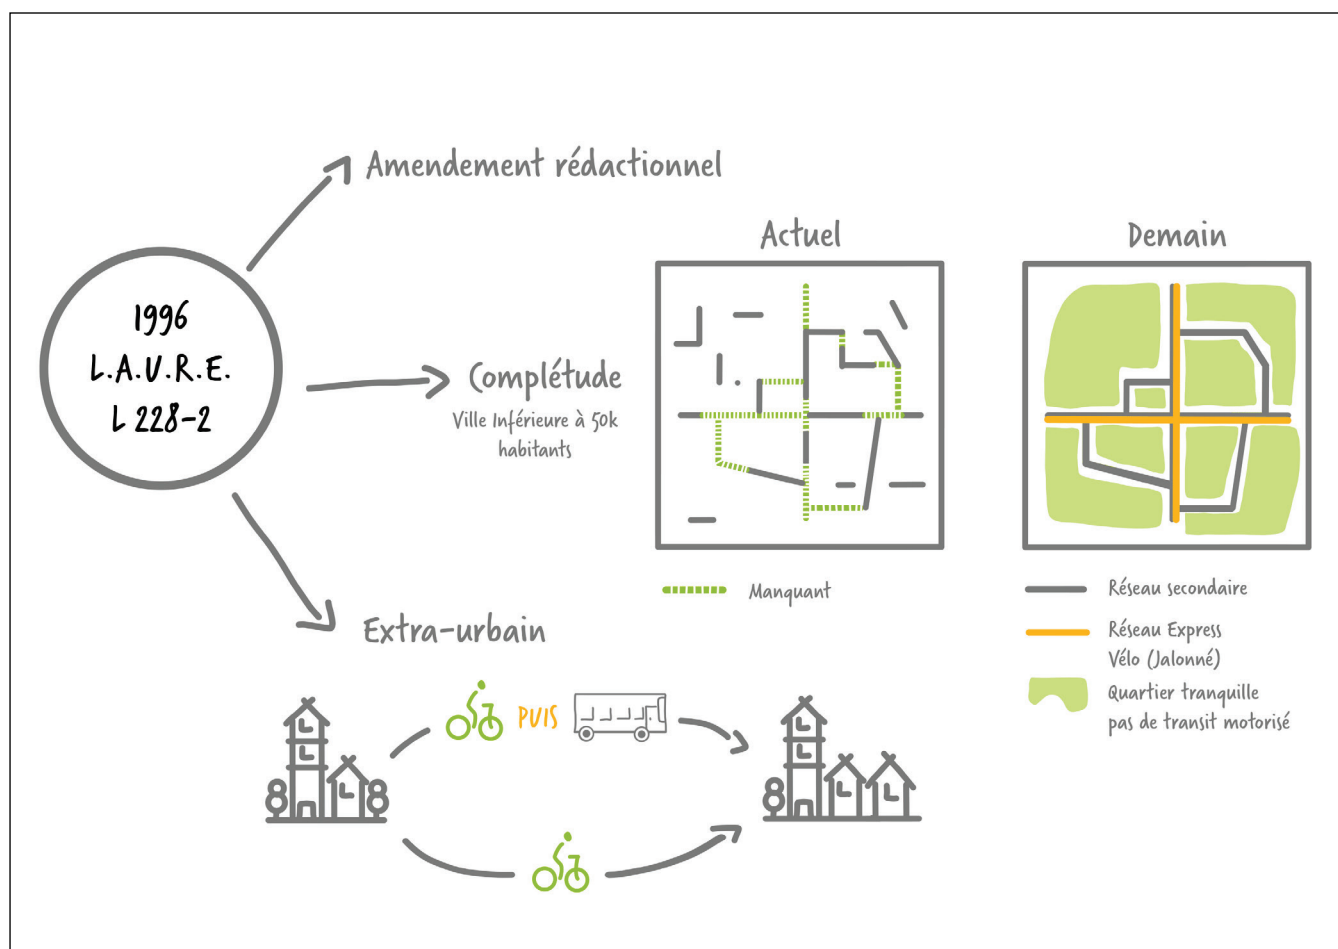 Amendement rédactionnel
1996
L.A.U.R.E.
L 228-2
Complétude
Ville Inférieure à 50k
habitants
Actuel
Manquant
Demain
Réseau secondaire
Réseau Express
Vélo (Jalonné)
Quartier tranquille
pas de transit motorisé
Extra-urbain
PUIS